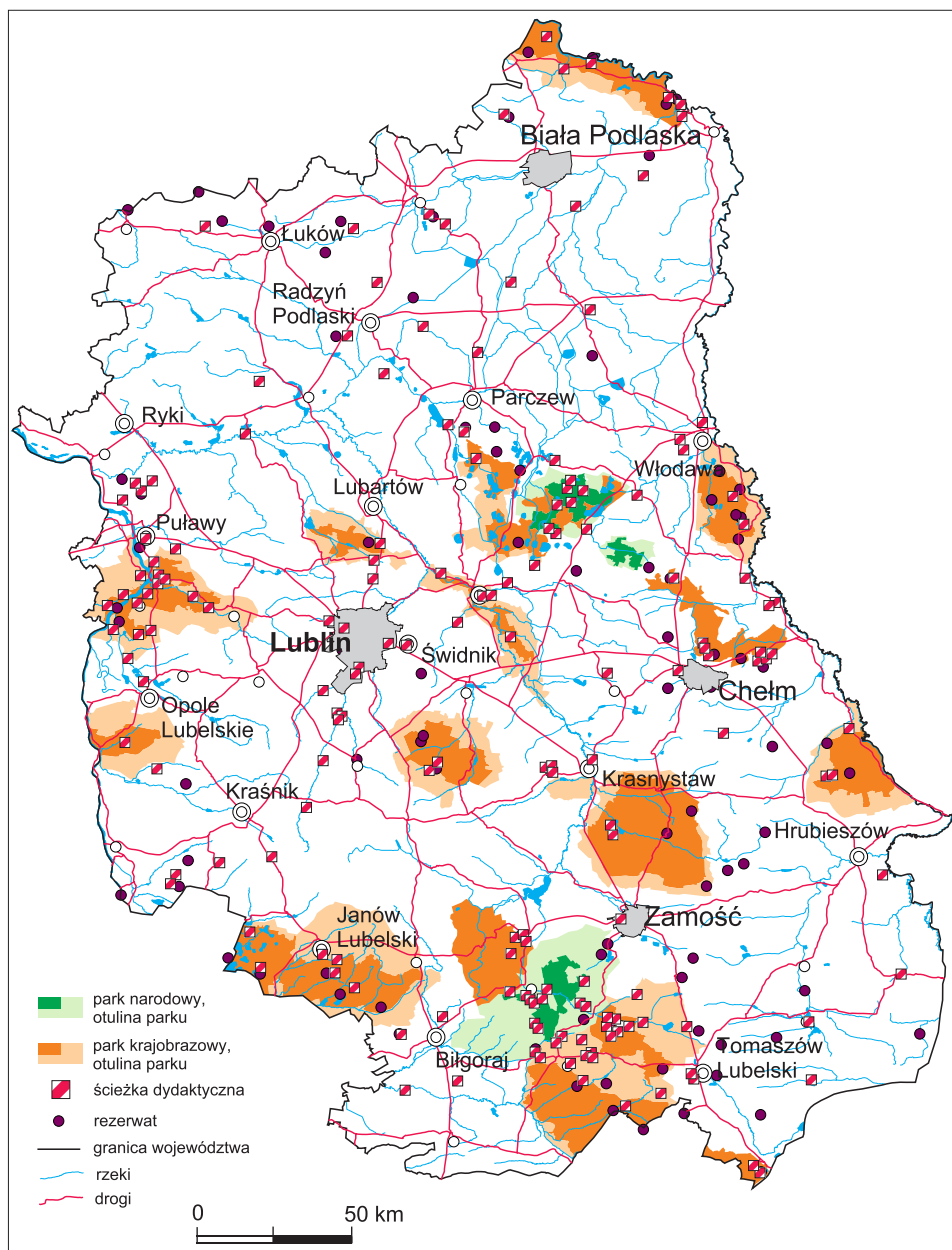 Biała Podlaska
Łuków
Radzyń
Podlaski
Parczew
Ryki
Włodawa
Lubartów
Puławy
Lublin
Świdnik
Chełm
Opole
Lubelskie
Krasnystaw
Kraśnik
Hrubieszów
Zamość
Janów
Lubelski
Biłgoraj
Tomaszów
Lubelski
park narodowy,
otulina parku
park krajobrazowy,
otulina parku
ścieżka dydaktyczna
rezerwat
granica województwa
rzeki
drogi
0 50 km